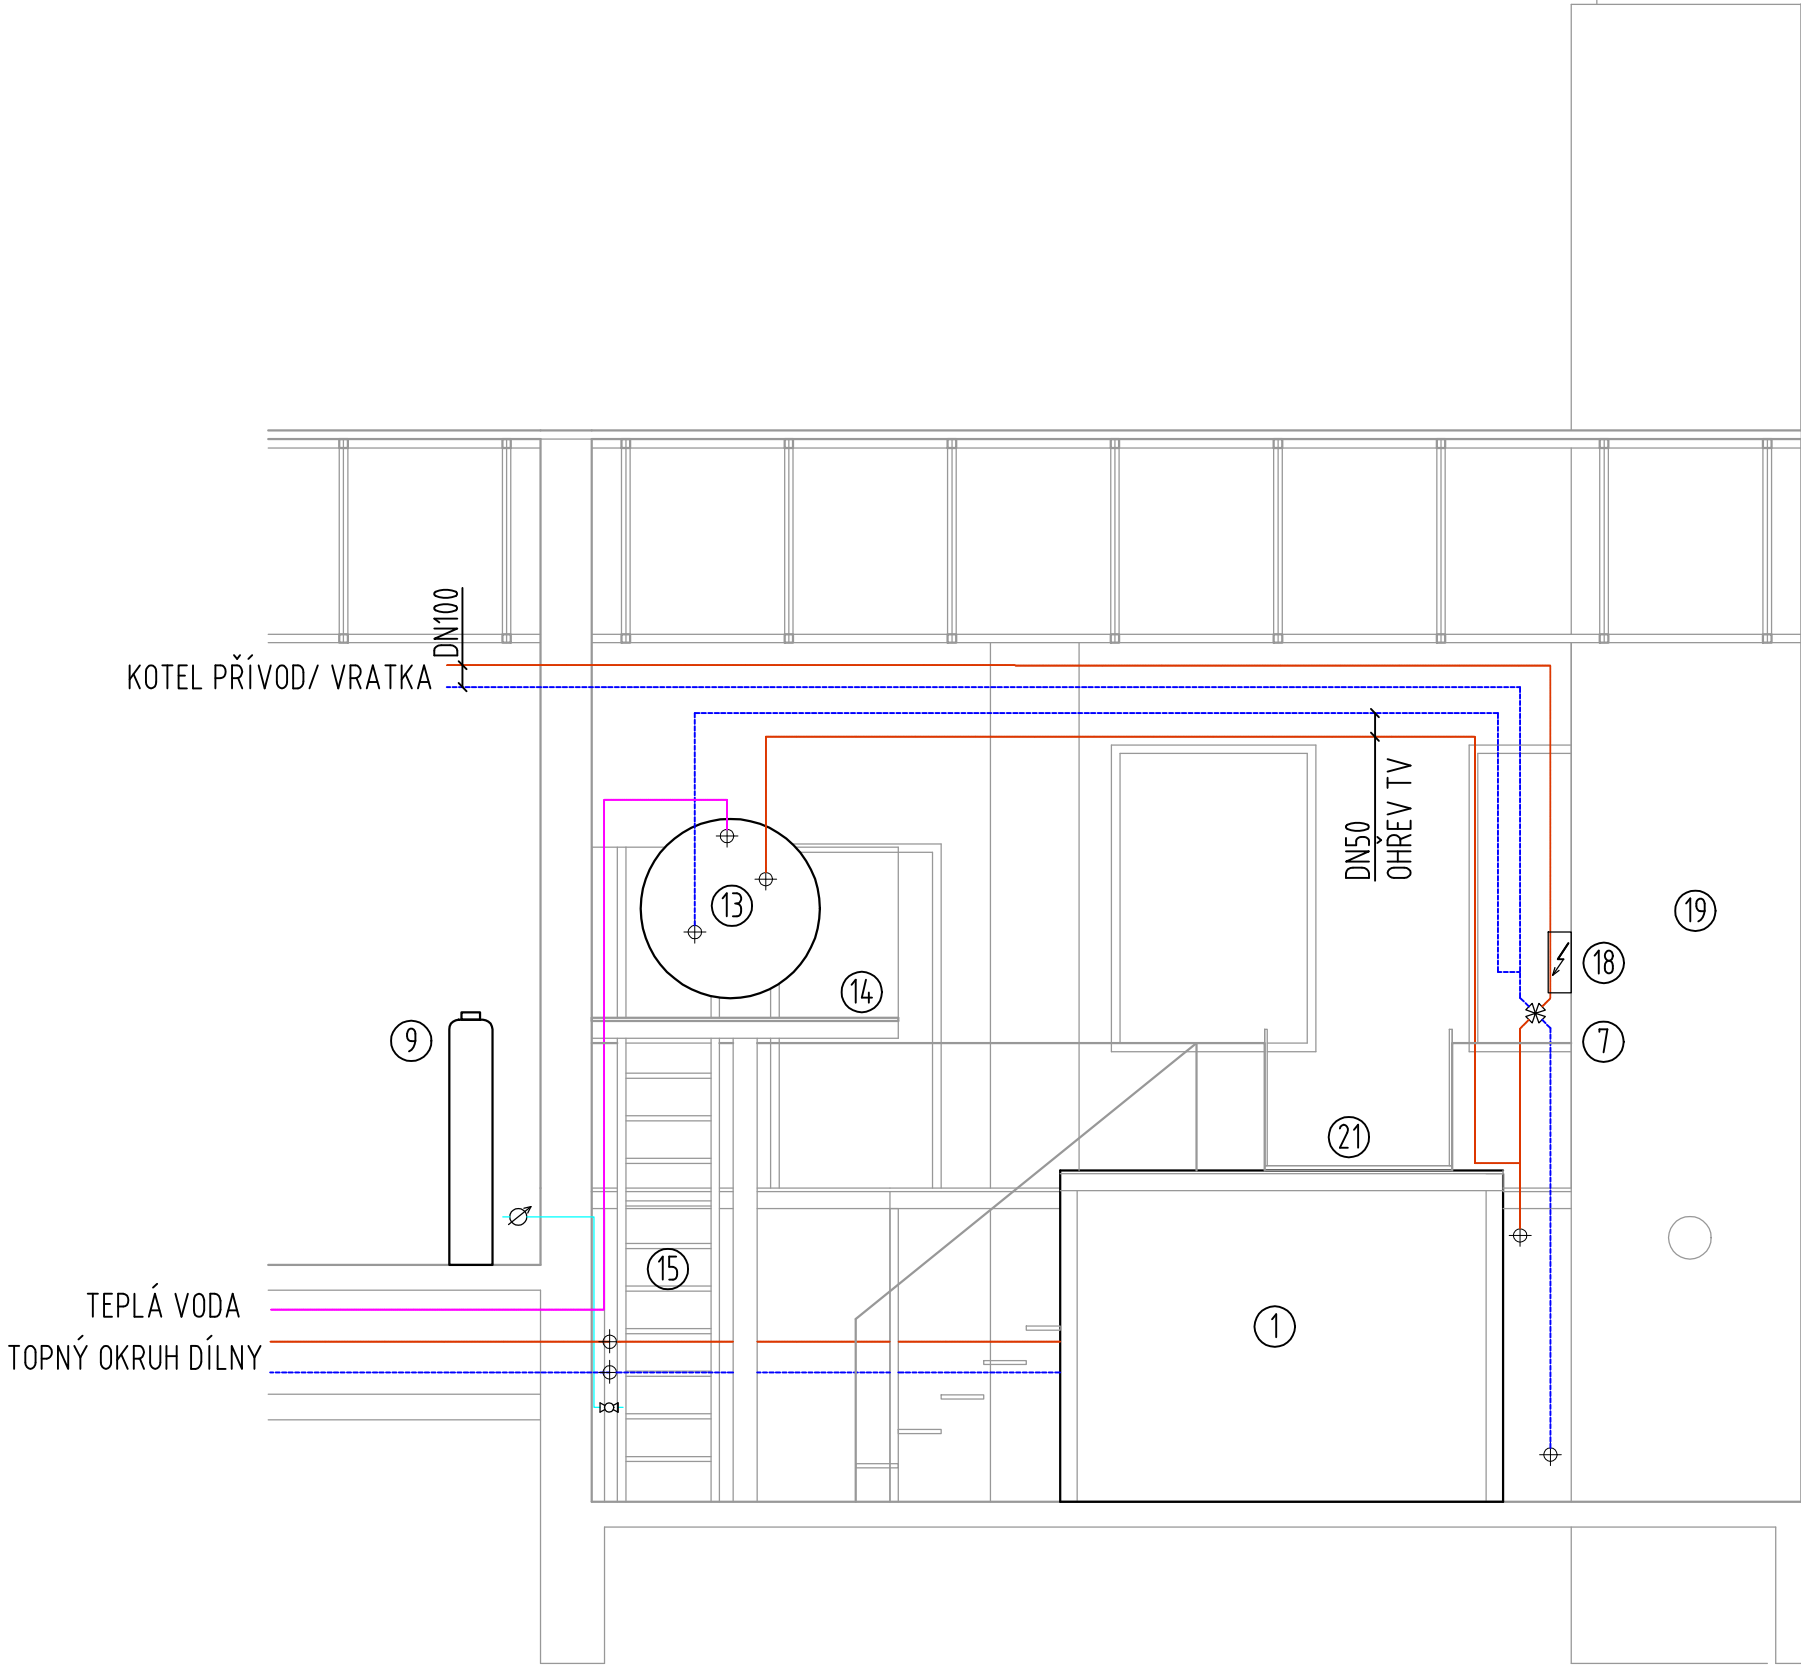 DN100
KOTEL PŘÍVOD/ VRATKA
DN50
OHŘEV TV
13
19
14
18
9
7
21
15
TEPLÁ VODA
1
TOPNÝ OKRUH DÍLNY